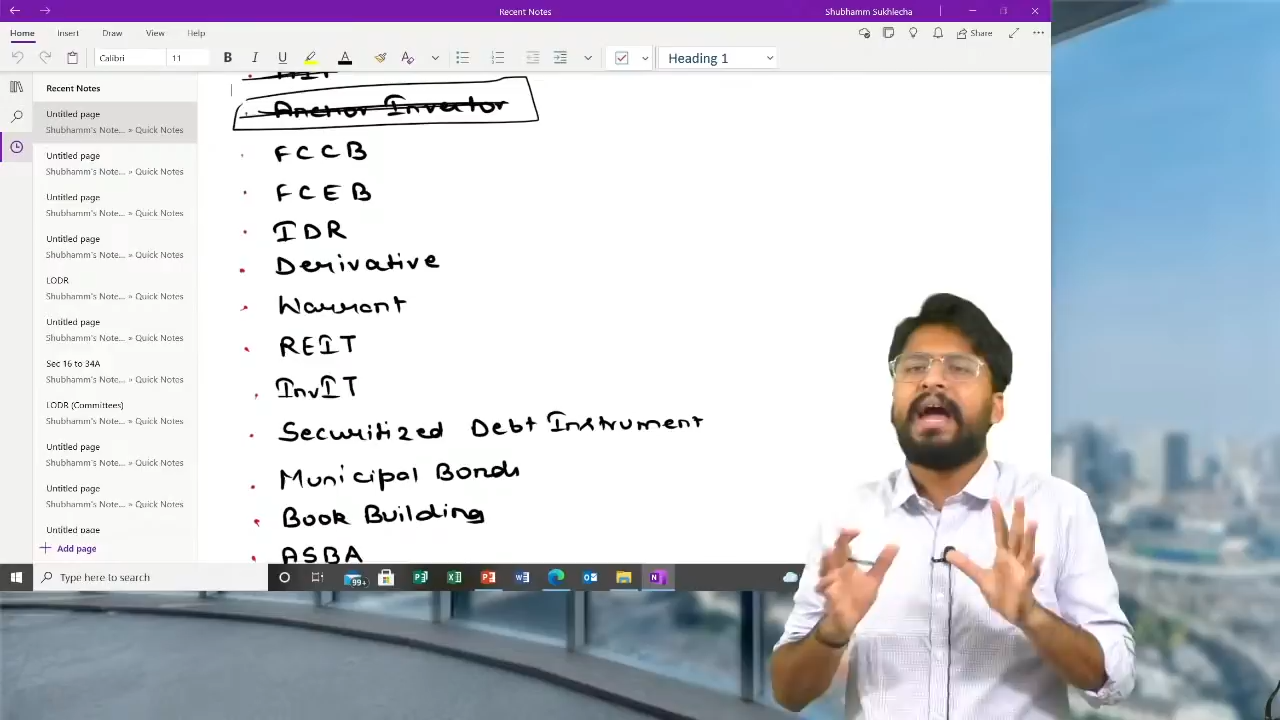 Recent Notes
Shubhamm Sukhlecha
Home
Insert
Draw
View
Help
Share
Calibri
11
B
I
U
A
Heading 1
Recent Notes
Untitled page
Shubhamm's Note... » Quick Notes
Untitled page
Shubhamm's Note... » Quick Notes
Untitled page
Shubhamm's Note... » Quick Notes
Untitled page
Shubhamm's Note... » Quick Notes
LODR
Shubhamm's Note... » Quick Notes
Untitled page
Shubhamm's Note... » Quick Notes
Sec 16 to 34A
Shubhamm's Note... » Quick Notes
LODR (Committees)
Shubhamm's Note... » Quick Notes
Untitled page
Shubhamm's Note... » Quick Notes
Untitled page
Shubhamm's Note... » Quick Notes
Untitled page
Add page
Anchor Investor
FCCB
FCEB
IDR
Derivative
Warrant
REIT
InvIT
Securitized Debt Instrument
Municipal Bonds
Book Building
ASBA
Type here to search
99+